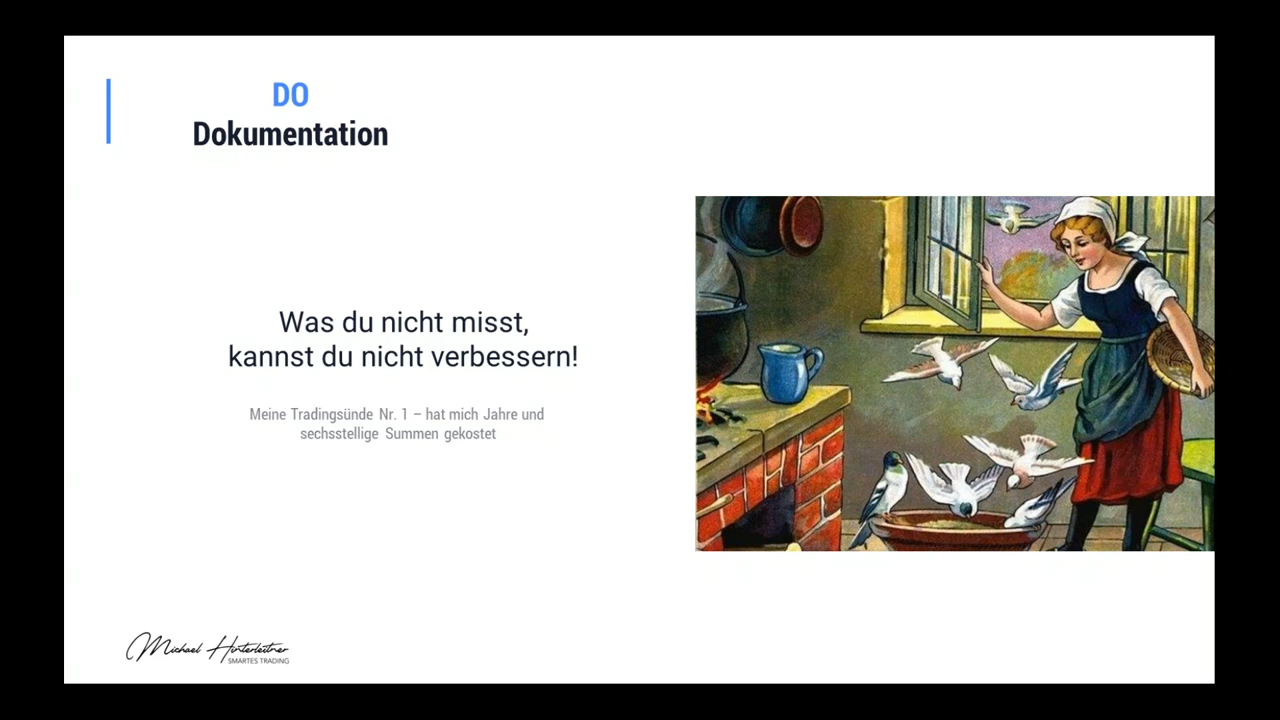 DO
Dokumentation
Was du nicht misst,
kannst du nicht verbessern!
Meine Tradingsünde Nr. 1 – hat mich Jahre und
sechsstellige Summen gekostet
Michael Hinterleitner
SMARTES TRADING